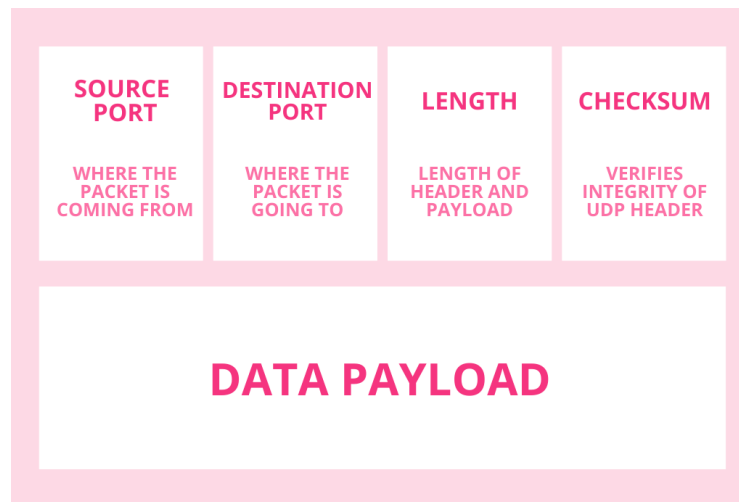 SOURCE
PORT
WHERE THE
PACKET IS
COMING FROM
DESTINATION
PORT
WHERE THE
PACKET IS
GOING TO
LENGTH
LENGTH OF
HEADER AND
PAYLOAD
CHECKSUM
VERIFIES
INTEGRITY OF
UDP HEADER
DATA PAYLOAD